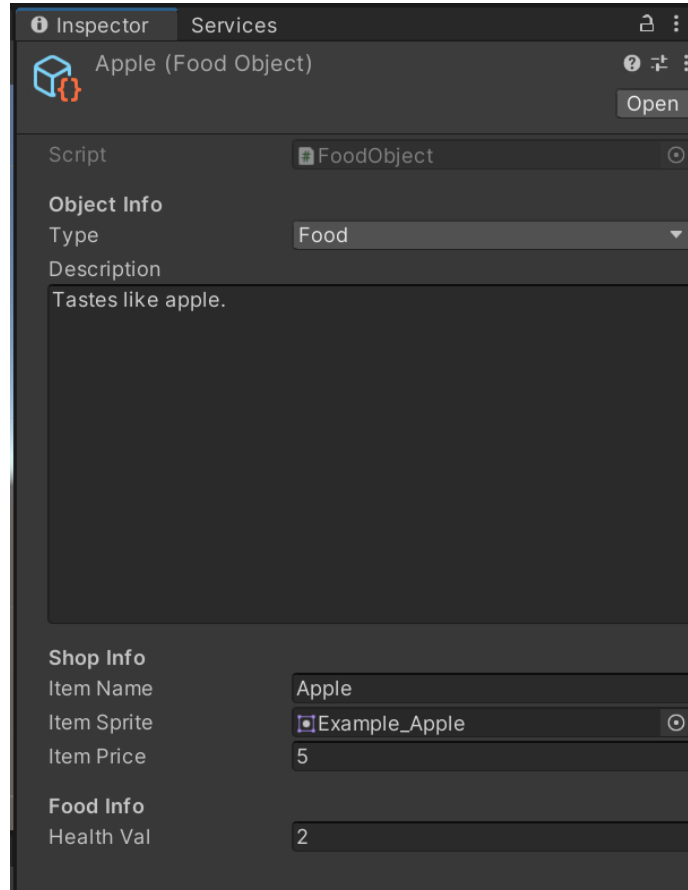 Inspector Services
Apple (Food Object)
Open
Script FoodObject
Object Info
Type Food
Description
Tastes like apple.
Shop Info
Item Name Apple
Item Sprite Example_Apple
Item Price 5
Food Info
Health Val 2